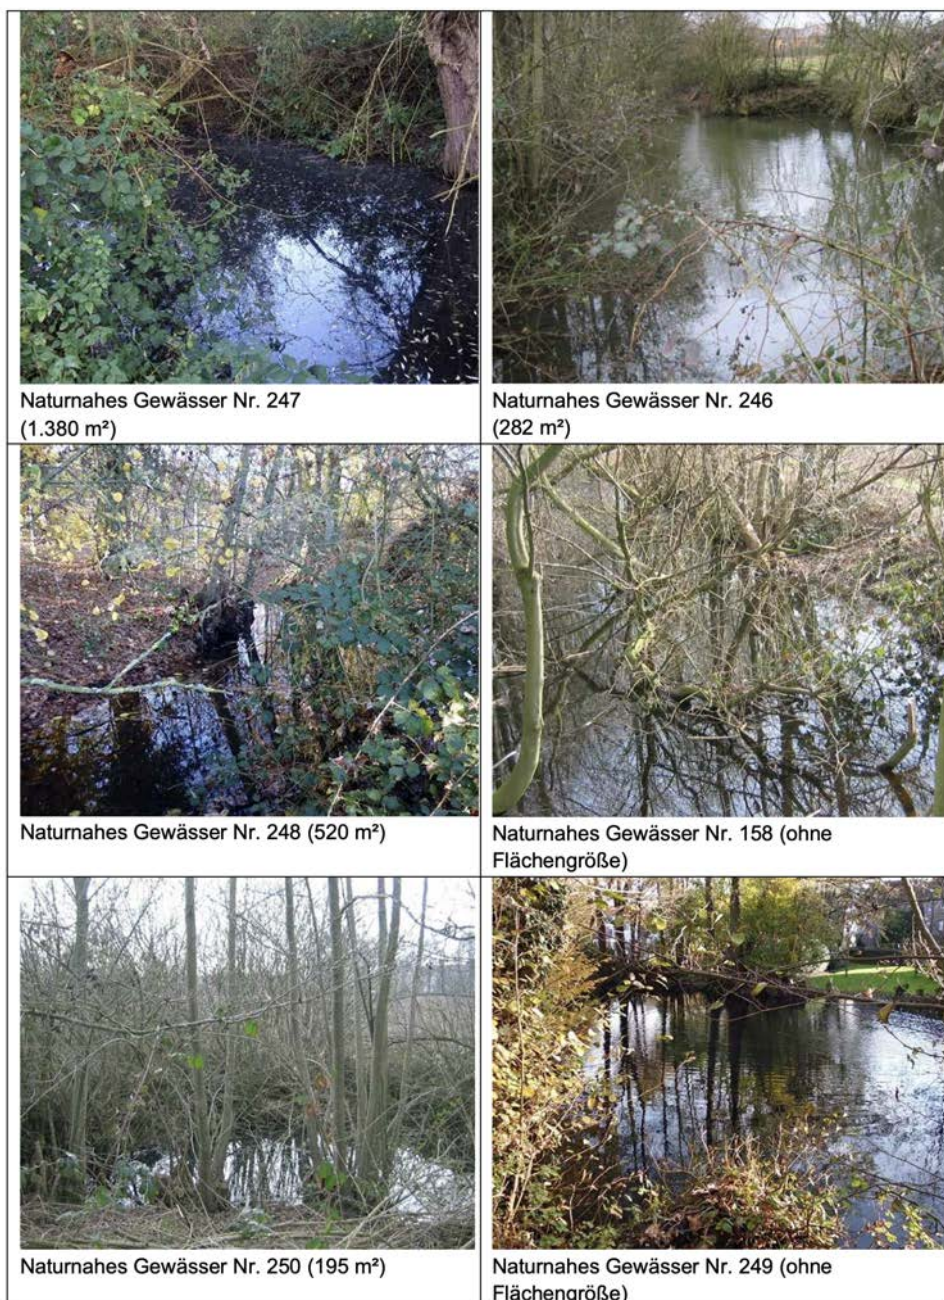 Naturnahes Gewässer Nr. 247
(1.380 m²)
Naturnahes Gewässer Nr. 246
(282 m²)
Naturnahes Gewässer Nr. 248 (520 m²)
Naturnahes Gewässer Nr. 158 (ohne
Flächengröße)
Naturnahes Gewässer Nr. 250 (195 m²)
Naturnahes Gewässer Nr. 249 (ohne
Flächengröße)